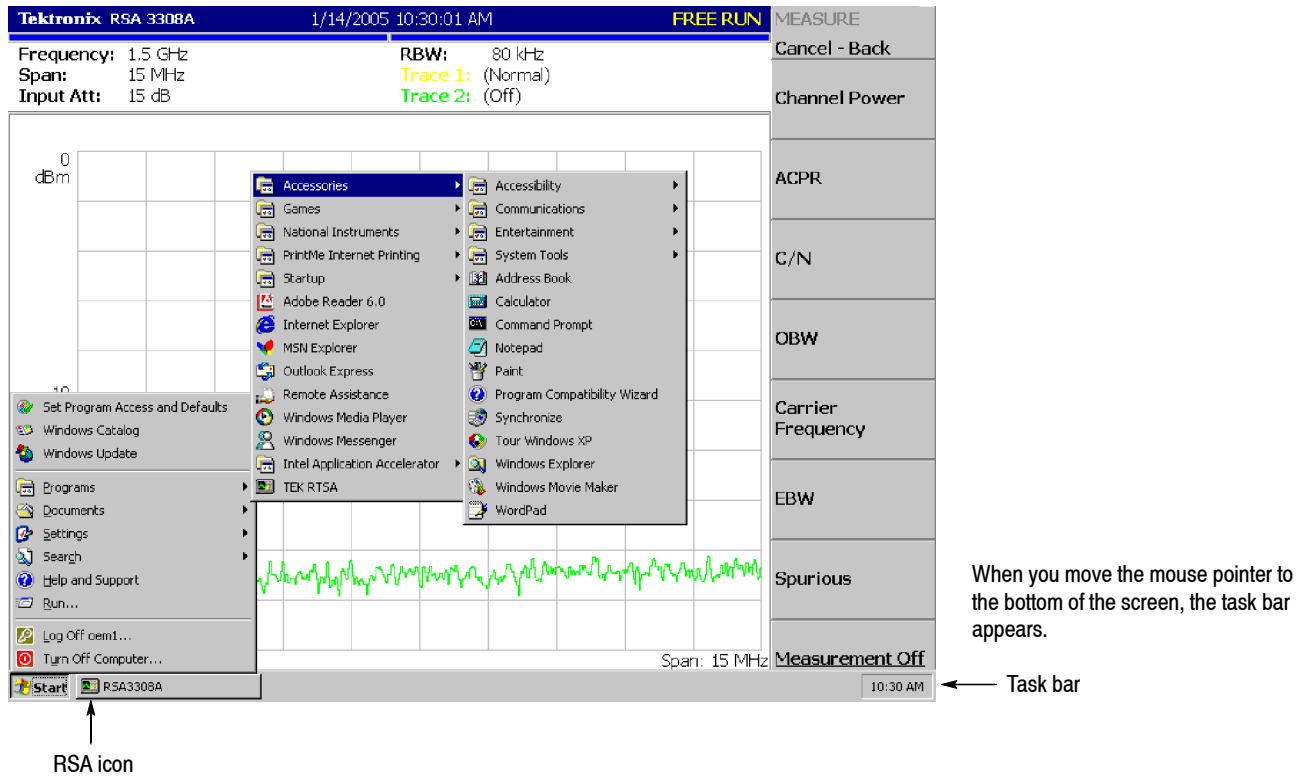 Tektronix RSA 3308A 1/14/2005 10:30:01 AM FREE RUN
Frequency: 1.5 GHz RBW: 80 kHz
Span: 15 MHz Trace 1: (Normal)
Input Att: 15 dB Trace 2: (Off)
0
dBm
Accessories
Games
National Instruments
PrintMe Internet Printing
Startup
Adobe Reader 6.0
Internet Explorer
MSN Explorer
Outlook Express
Remote Assistance
Windows Media Player
Windows Messenger
Intel Application Accelerator
TEK RTSA
Accessibility
Communications
Entertainment
System Tools
Address Book
Calculator
Command Prompt
Notepad
Paint
Program Compatibility Wizard
Synchronize
Tour Windows XP
Windows Explorer
Windows Movie Maker
WordPad
10
Set Program Access and Defaults
Windows Catalog
Windows Update
Programs
Documents
Settings
Search
Help and Support
Run...
Log Off oem1...
Turn Off Computer...
Span: 15 MHz
Start RSA3308A 10:30 AM
MEASURE
Cancel - Back
Channel Power
ACPR
C/N
OBW
Carrier
Frequency
EBW
Spurious
Measurement Off
When you move the mouse pointer to
the bottom of the screen, the task bar
appears.
Task bar
RSA icon